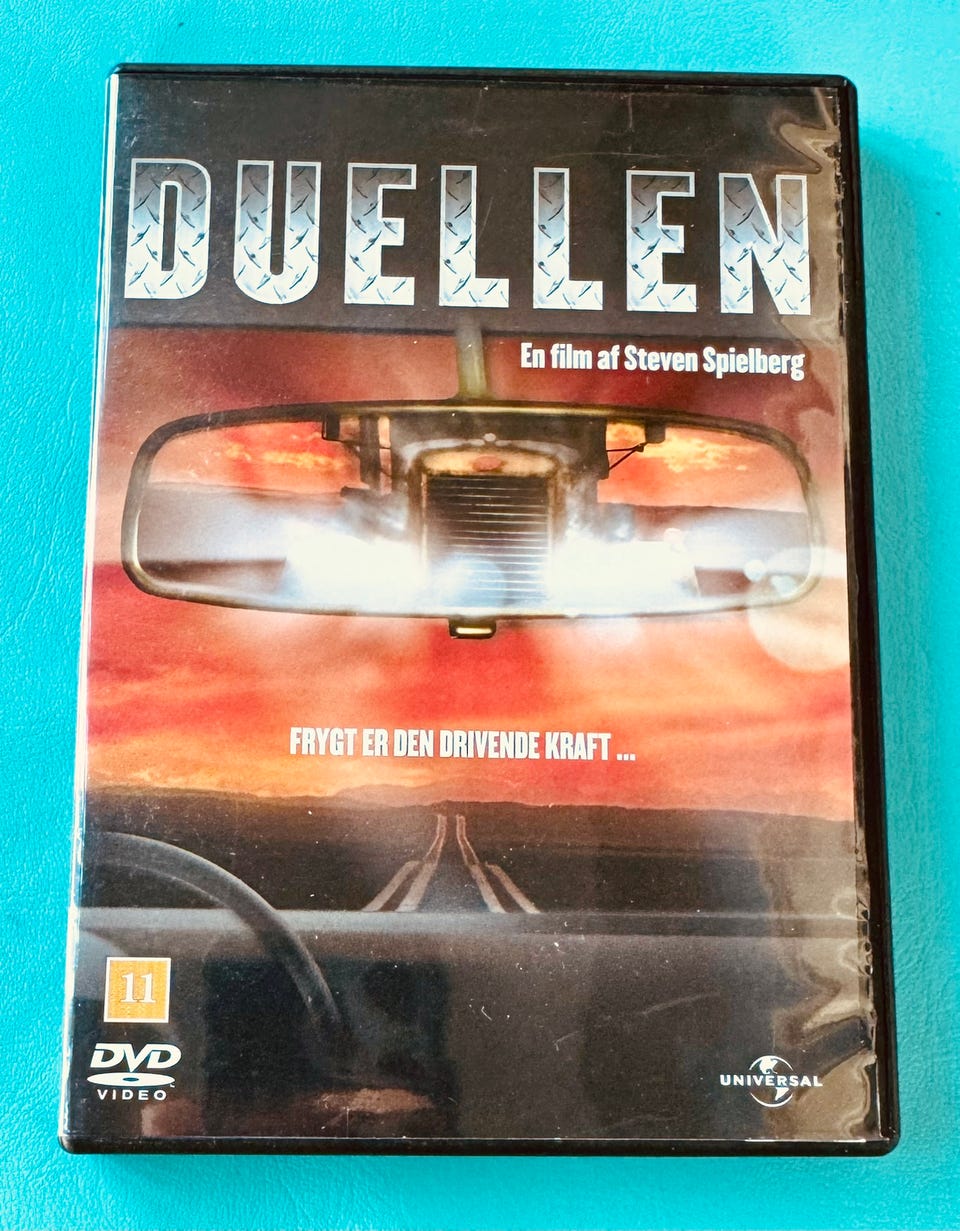 DUELLEN
En film af Steven Spielberg
FRYGT ER DEN DRIVENDE KRAFT ...
11
DVD
VIDEO
UNIVERSAL